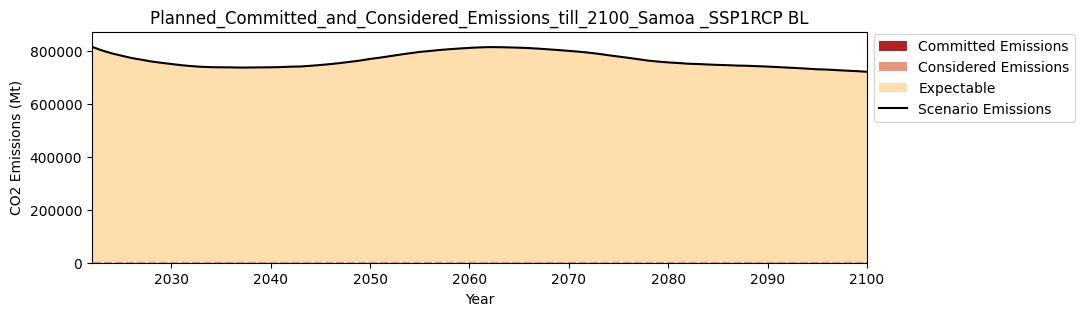 Planned_Committed_and_Considered_Emissions_till_2100_Samoa _SSP1RCP BL
CO2 Emissions (Mt)
800000
600000
400000
200000
0
2030 2040 2050 2060 2070 2080 2090 2100
Year
Committed Emissions
Considered Emissions
Expectable
Scenario Emissions